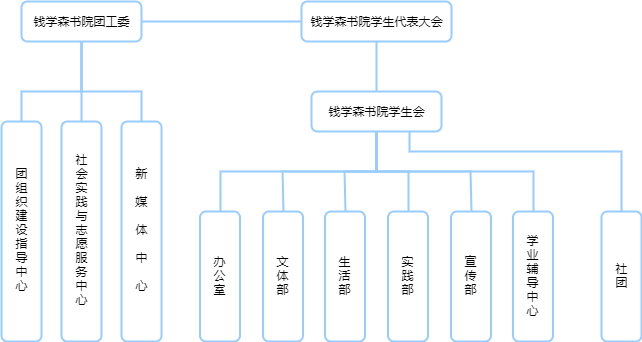 钱学森书院团工委
钱学森书院学生代表大会
钱学森书院学生会
团组织建设指导中心
社会实践与志愿服务中心
新媒体中心
办公室
文体部
生活部
实践部
宣传部
学业辅导中心
社团